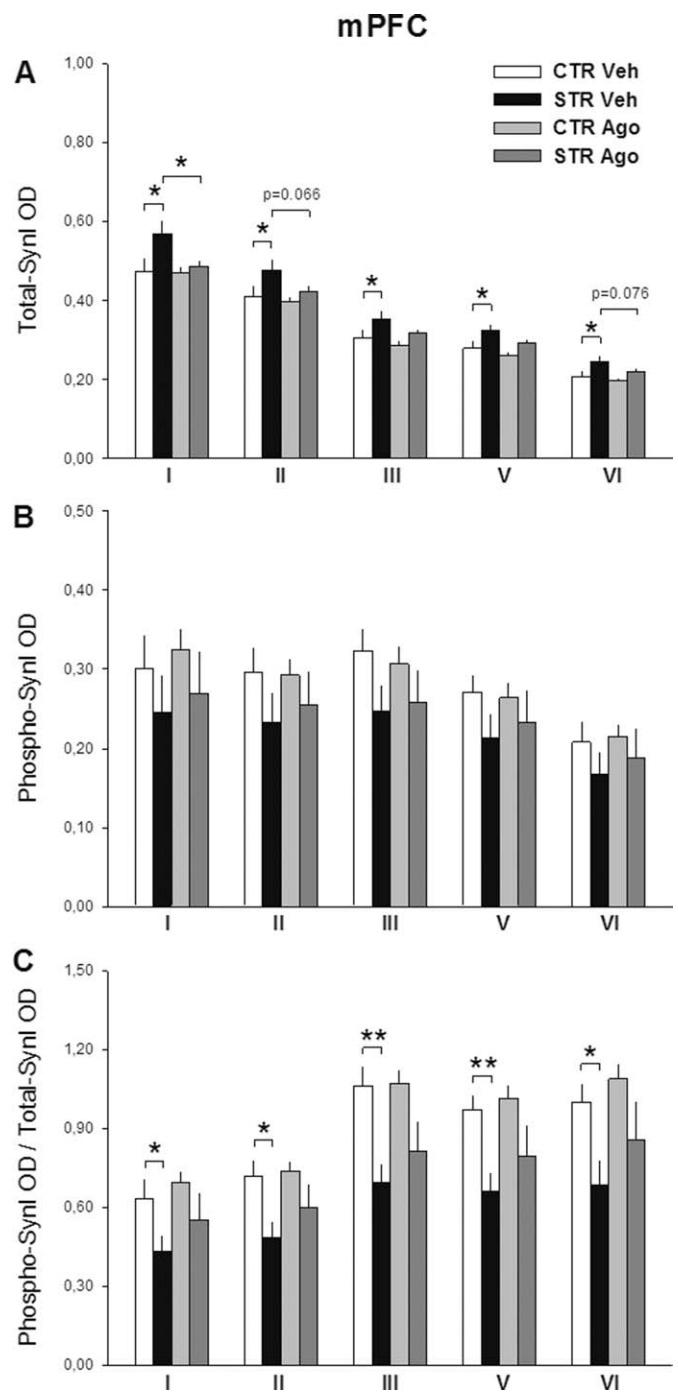 mPFC
A
1,00
CTR Veh
STR Veh
CTR Ago
STR Ago
0,80
0,60
0,40
0,20
0,00
Total-SynI OD
*
*
*
p=0.066
*
*
*
p=0.076
I II III V VI
B
0,50
0,40
0,30
0,20
0,10
0,00
Phospho-SynI OD
I II III V VI
C
1,50
1,20
0,90
0,60
0,30
0,00
Phospho-SynI OD / Total-SynI OD
*
*
**
**
*
I II III V VI